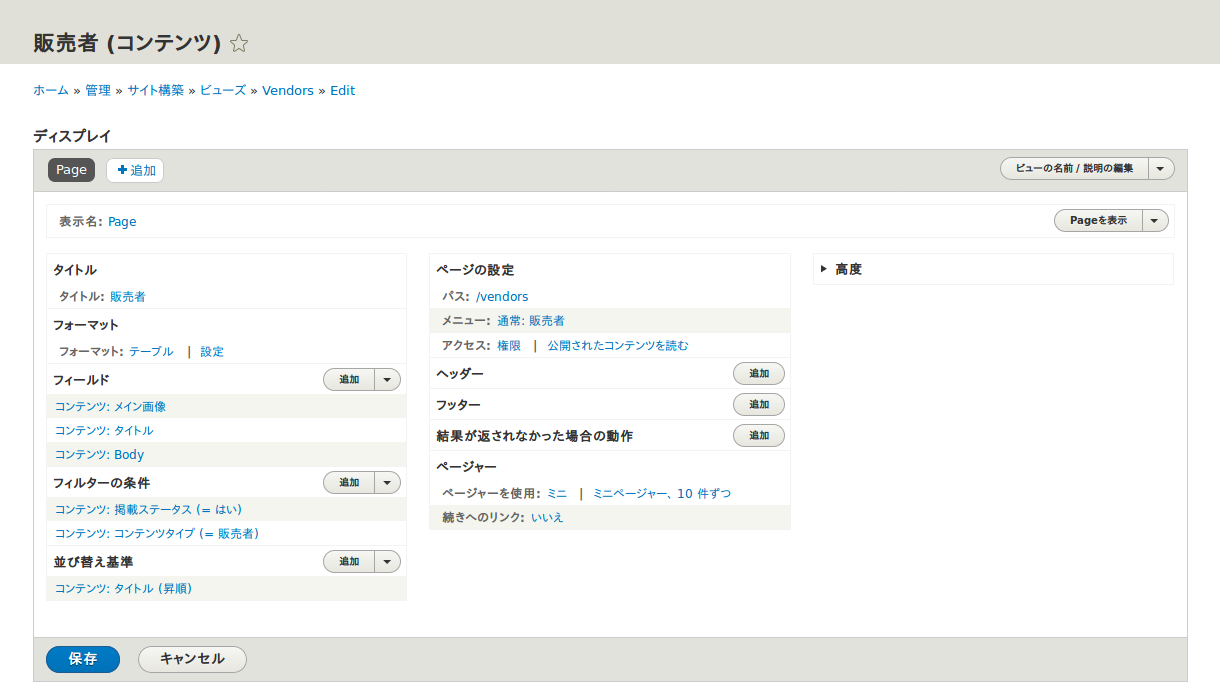 販売者 (コンテンツ)
ホーム » 管理 » サイト構築 » ビューズ » Vendors » Edit
ディスプレイ
Page
追加
ビューの名前 / 説明の編集
表示名: Page
Pageを表示
タイトル
タイトル: 販売者
フォーマット
フォーマット: テーブル | 設定
フィールド
追加
コンテンツ: メイン画像
コンテンツ: タイトル
コンテンツ: Body
フィルターの条件
追加
コンテンツ: 掲載ステータス (= はい)
コンテンツ: コンテンツタイプ (= 販売者)
並び替え基準
追加
コンテンツ: タイトル (昇順)
ページの設定
パス: /vendors
メニュー: 通常: 販売者
アクセス: 権限 | 公開されたコンテンツを読む
ヘッダー
追加
フッター
追加
結果が返されなかった場合の動作
追加
ページャー
ページャーを使用: ミニ | ミニページャー、10 件ずつ
続きへのリンク: いいえ
高度
保存
キャンセル